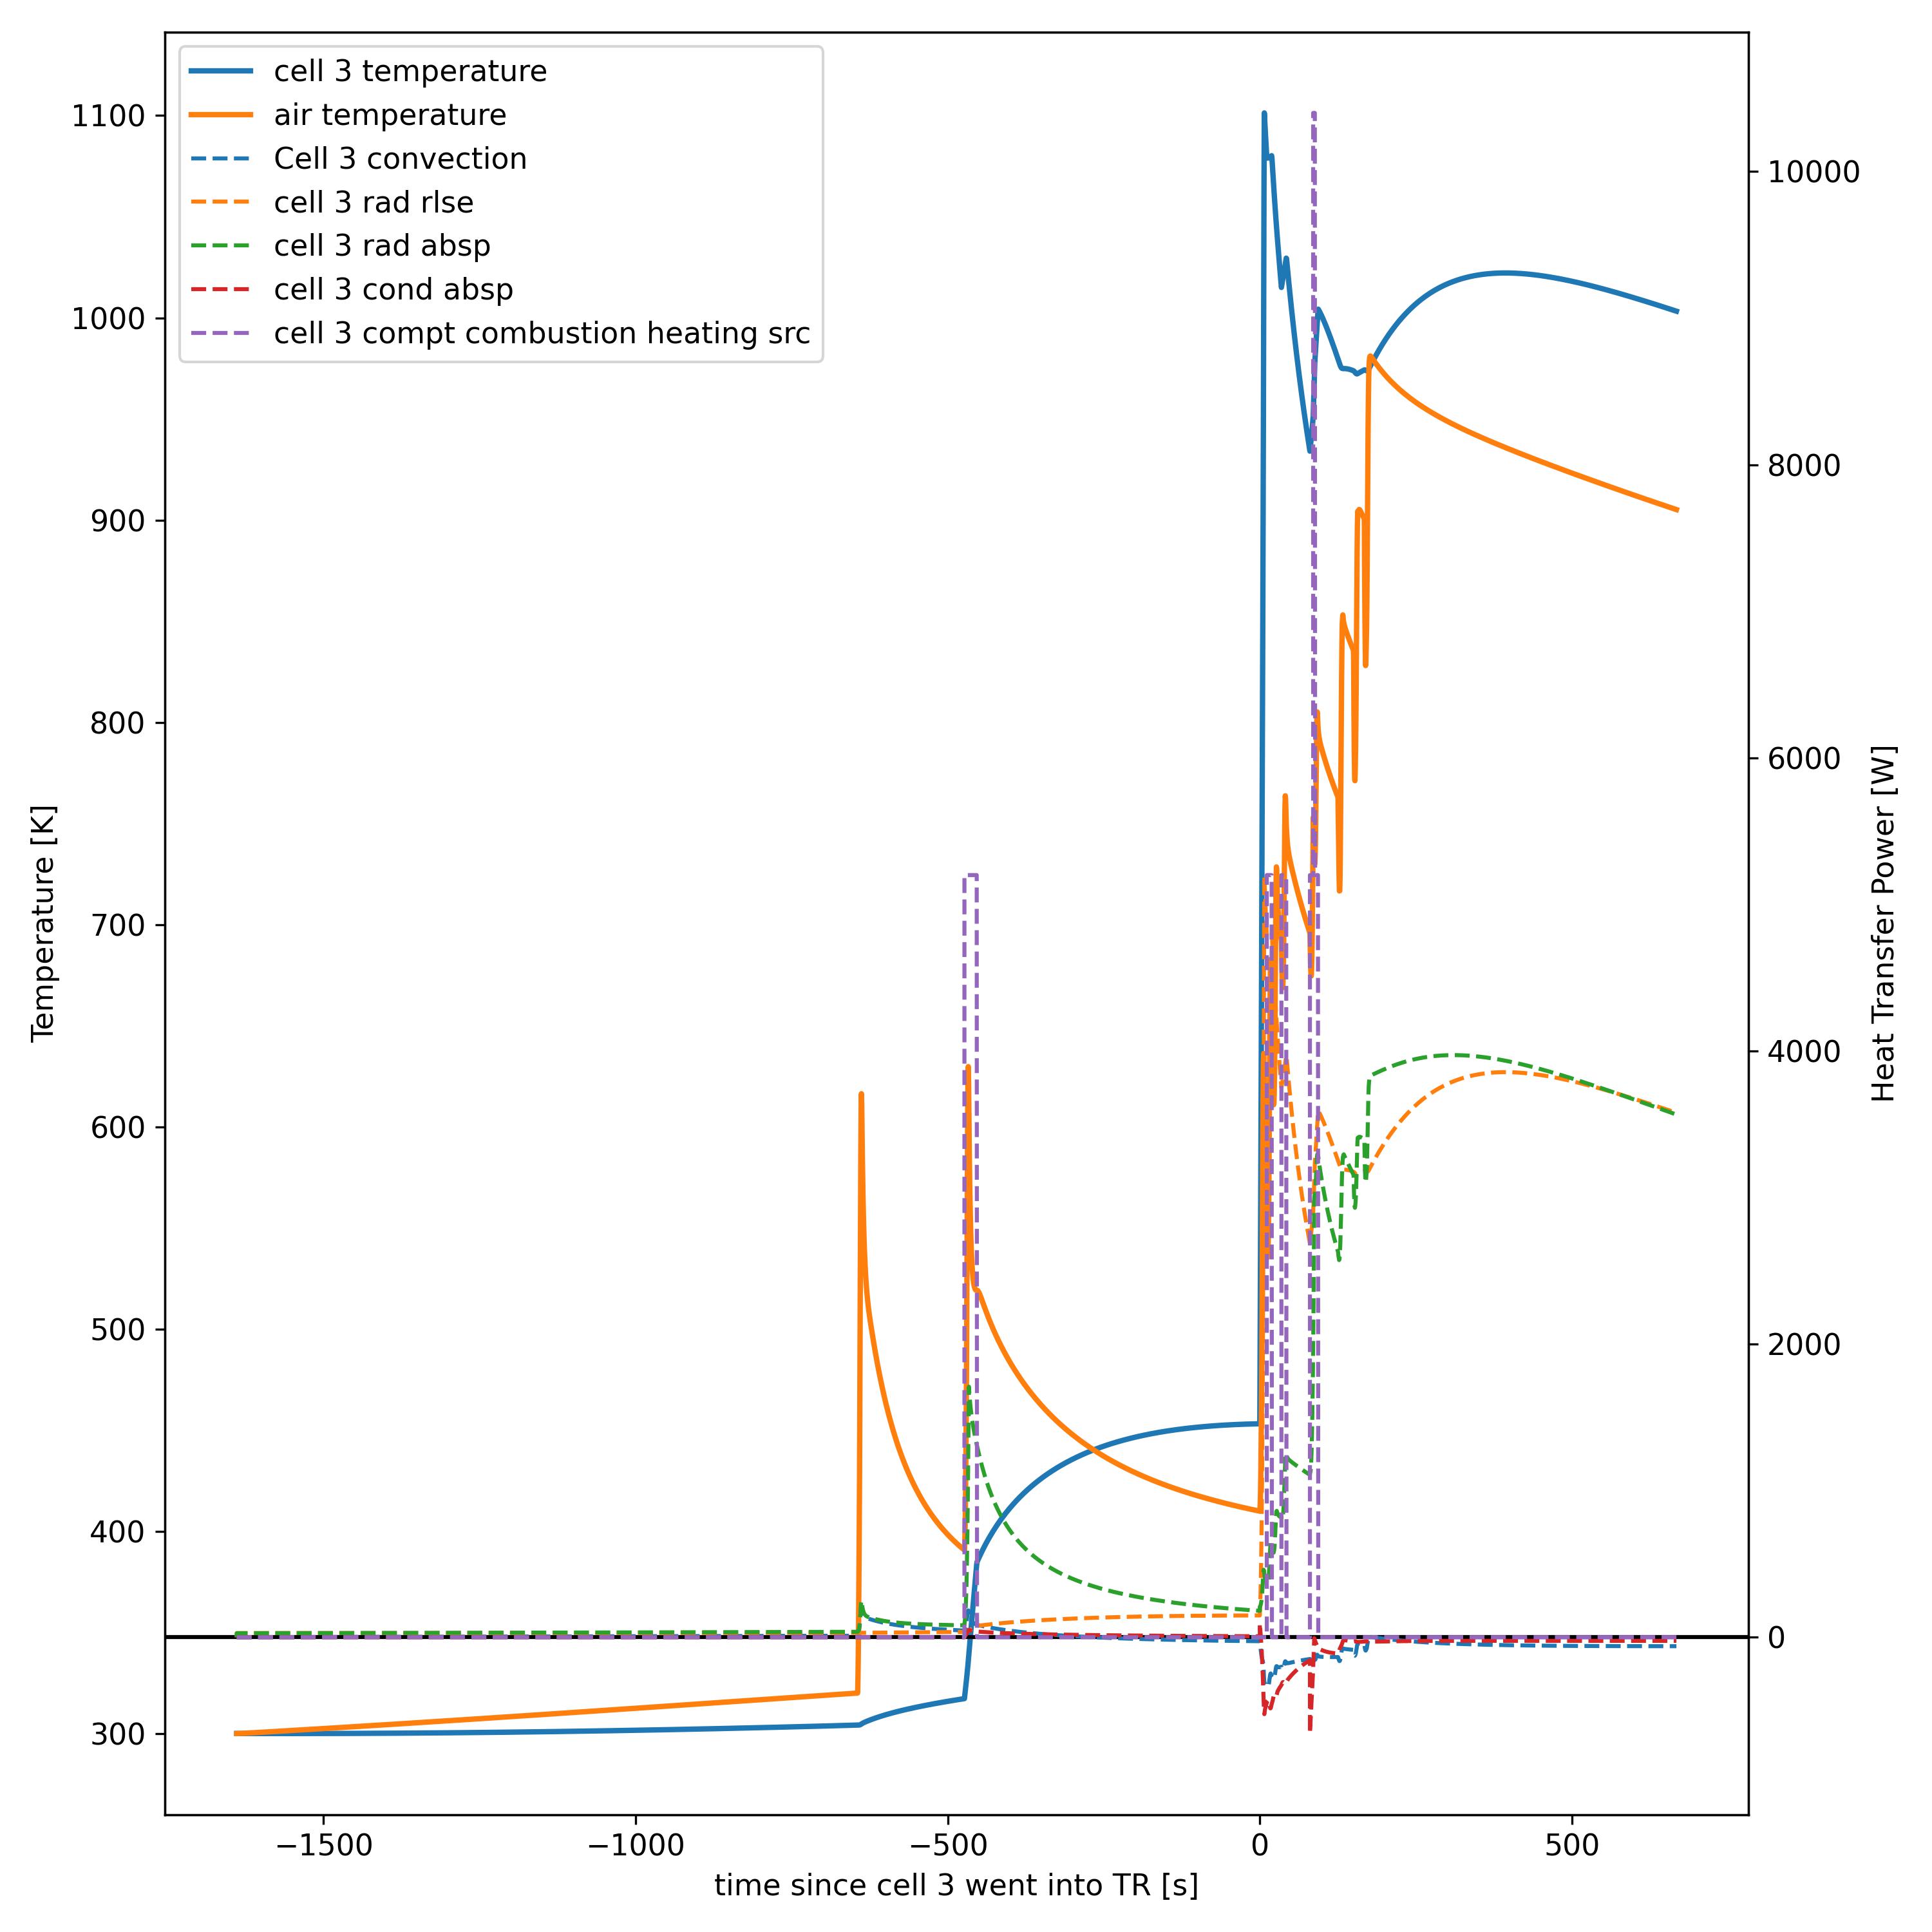 cell 3 temperature
air temperature
Cell 3 convection
cell 3 rad rlse
cell 3 rad absp
cell 3 cond absp
cell 3 compt combustion heating src
1100
1000
900
800
700
600
500
400
300
Temperature [K]
10000
8000
6000
4000
2000
0
Heat Transfer Power [W]
−1500
−1000
−500
0
500
time since cell 3 went into TR [s]